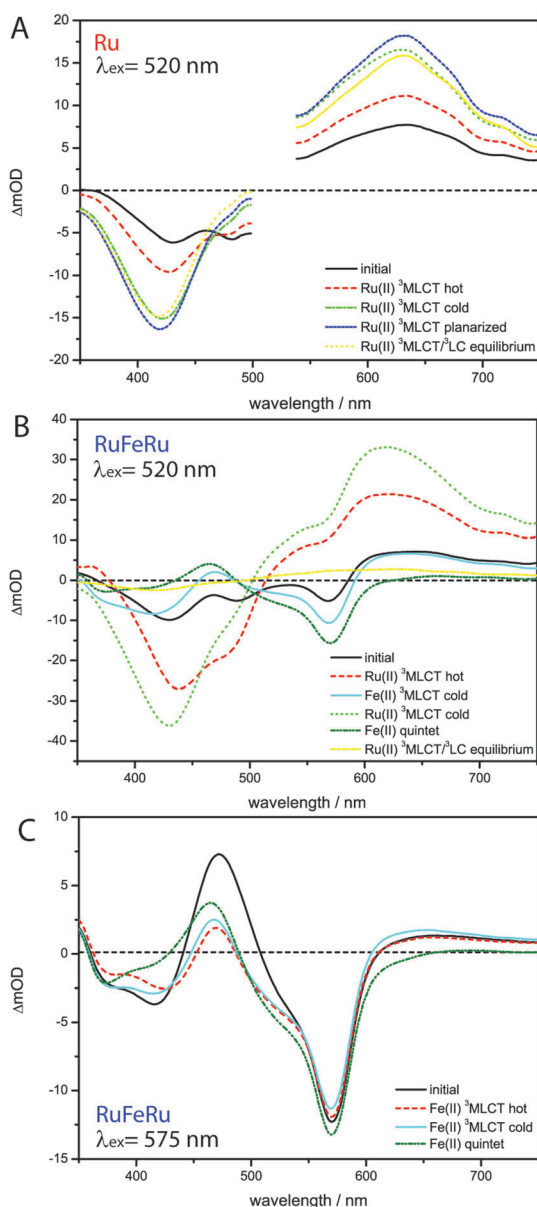 A
Ru
λex= 520 nm
20
15
10
5
0
-5
-10
-15
-20
ΔmOD
initial
Ru(II) ³MLCT hot
Ru(II) ³MLCT cold
Ru(II) ³MLCT planarized
Ru(II) ³MLCT/³LC equilibrium
400 500 600 700
wavelength / nm
B
RuFeRu
λex= 520 nm
40
30
20
10
0
-10
-20
-30
-40
ΔmOD
initial
Ru(II) ³MLCT hot
Fe(II) ³MLCT cold
Ru(II) ³MLCT cold
Fe(II) quintet
Ru(II) ³MLCT/³LC equilibrium
400 500 600 700
wavelength / nm
C
10
5
0
-5
-10
-15
ΔmOD
RuFeRu
λex= 575 nm
initial
Fe(II) ³MLCT hot
Fe(II) ³MLCT cold
Fe(II) quintet
400 500 600 700
wavelength / nm